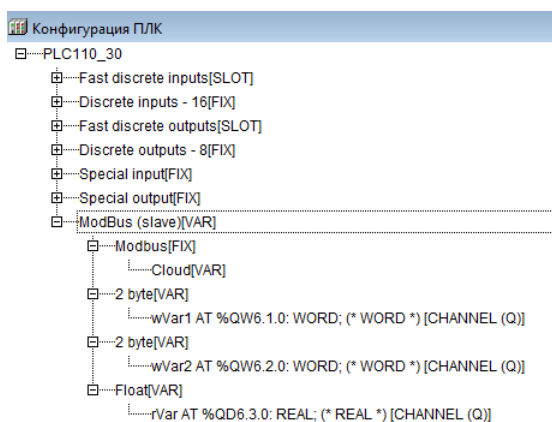 Конфигурация ПЛК
PLC110_30
Fast discrete inputs[SLOT]
Discrete inputs - 16[FIX]
Fast discrete outputs[SLOT]
Discrete outputs - 8[FIX]
Special input[FIX]
Special output[FIX]
ModBus (slave)[VAR]
Modbus[FIX]
Cloud[VAR]
2 byte[VAR]
wVar1 AT %QW6.1.0: WORD; (* WORD *) [CHANNEL (Q)]
2 byte[VAR]
wVar2 AT %QW6.2.0: WORD; (* WORD *) [CHANNEL (Q)]
Float[VAR]
rVar AT %QD6.3.0: REAL; (* REAL *) [CHANNEL (Q)]